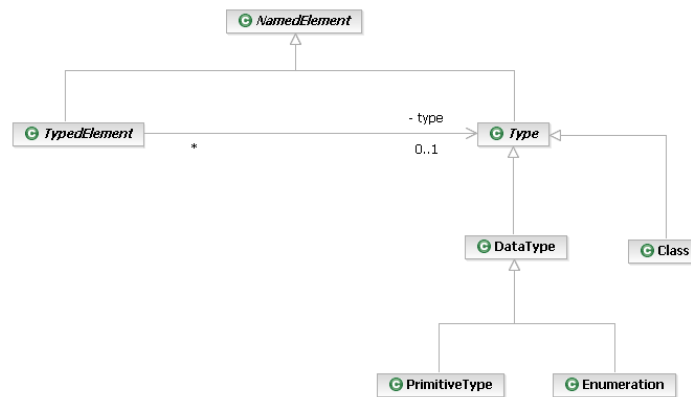 NamedElement
- type
TypedElement
Type
*
0..1
DataType
Class
PrimitiveType
Enumeration